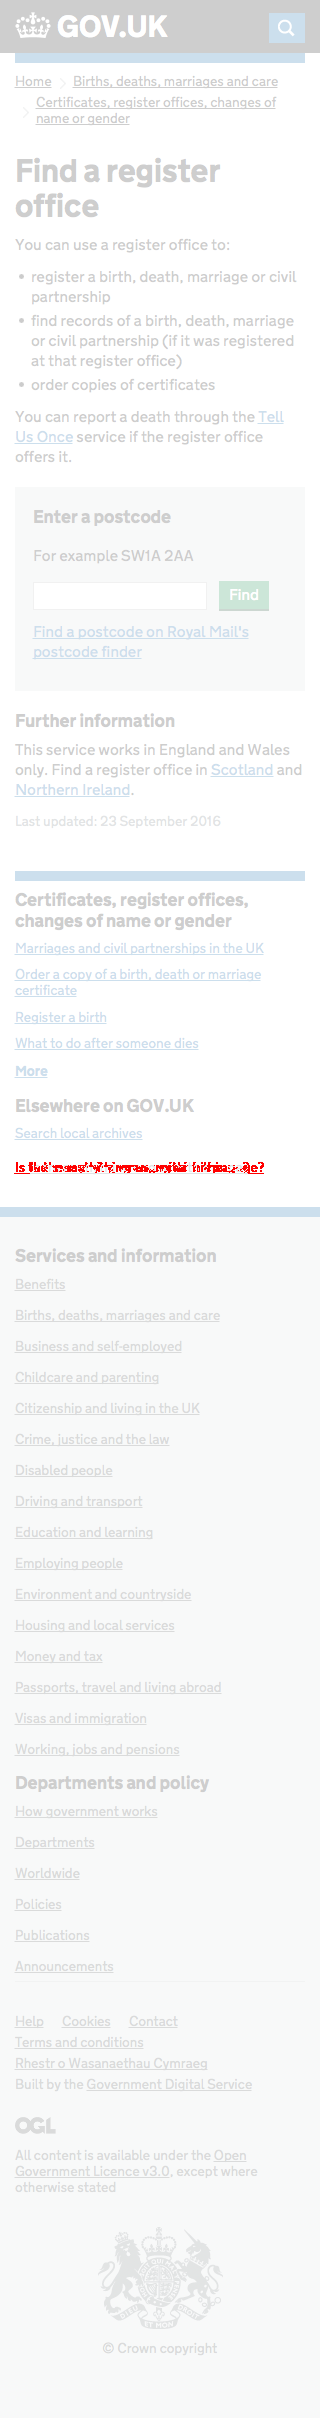 GOV.UK
Home
Births, deaths, marriages and care
Certificates, register offices, changes of
name or gender
Find a register
office
You can use a register office to:
• register a birth, death, marriage or civil
partnership
• find records of a birth, death, marriage
or civil partnership (if it was registered
at that register office)
• order copies of certificates
You can report a death through the Tell
Us Once service if the register office
offers it.
Enter a postcode
For example SW1A 2AA
Find
Find a postcode on Royal Mail's
postcode finder
Further information
This service works in England and Wales
only. Find a register office in Scotland and
Northern Ireland.
Last updated: 23 September 2016
Certificates, register offices,
changes of name or gender
Marriages and civil partnerships in the UK
Order a copy of a birth, death or marriage
certificate
Register a birth
What to do after someone dies
More
Elsewhere on GOV.UK
Search local archives
Is
Services and information
Benefits
Births, deaths, marriages and care
Business and self-employed
Childcare and parenting
Citizenship and living in the UK
Crime, justice and the law
Disabled people
Driving and transport
Education and learning
Employing people
Environment and countryside
Housing and local services
Money and tax
Passports, travel and living abroad
Visas and immigration
Working, jobs and pensions
Departments and policy
How government works
Departments
Worldwide
Policies
Publications
Announcements
Help Cookies Contact
Terms and conditions
Rhestr o Wasanaethau Cymraeg
Built by the Government Digital Service
OGL
All content is available under the Open
Government Licence v3.0, except where
otherwise stated
© Crown copyright